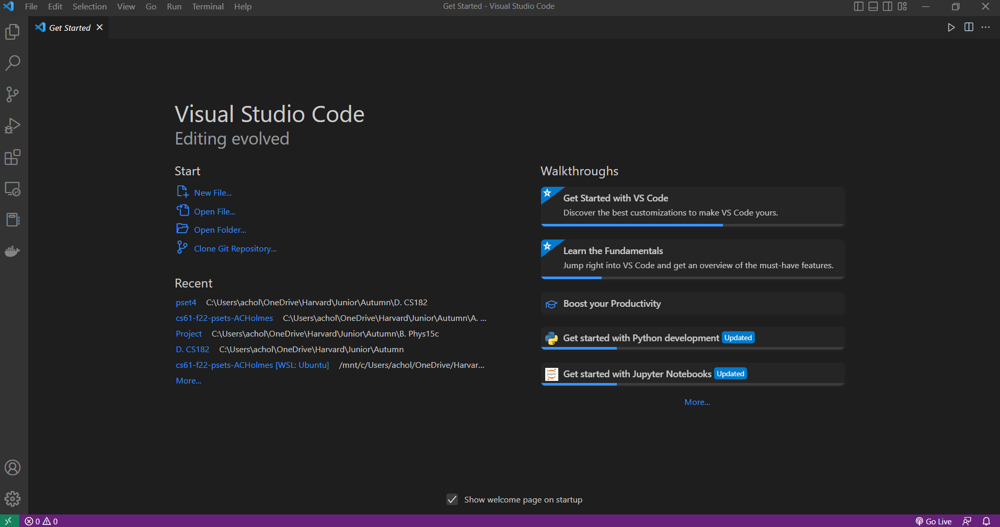 File Edit Selection View Go Run Terminal Help Get Started - Visual Studio Code
Get Started
Visual Studio Code
Editing evolved
Start
New File...
Open File...
Open Folder...
Clone Git Repository...
Recent
pset4 C:\Users\achol\OneDrive\Harvard\Junior\Autumn\D. CS182
cs61-f22-psets-ACHolmes C:\Users\achol\OneDrive\Harvard\Junior\Autumn\A. ...
Project C:\Users\achol\OneDrive\Harvard\Junior\Autumn\B. Phys15c
D. CS182 C:\Users\achol\OneDrive\Harvard\Junior\Autumn
cs61-f22-psets-ACHolmes [WSL: Ubuntu] /mnt/c/Users/achol/OneDrive/Harvar...
More...
Walkthroughs
Get Started with VS Code
Discover the best customizations to make VS Code yours.
Learn the Fundamentals
Jump right into VS Code and get an overview of the must-have features.
Boost your Productivity
Get started with Python development Updated
jupyter Get started with Jupyter Notebooks Updated
More...
Show welcome page on startup
0 0 Go Live